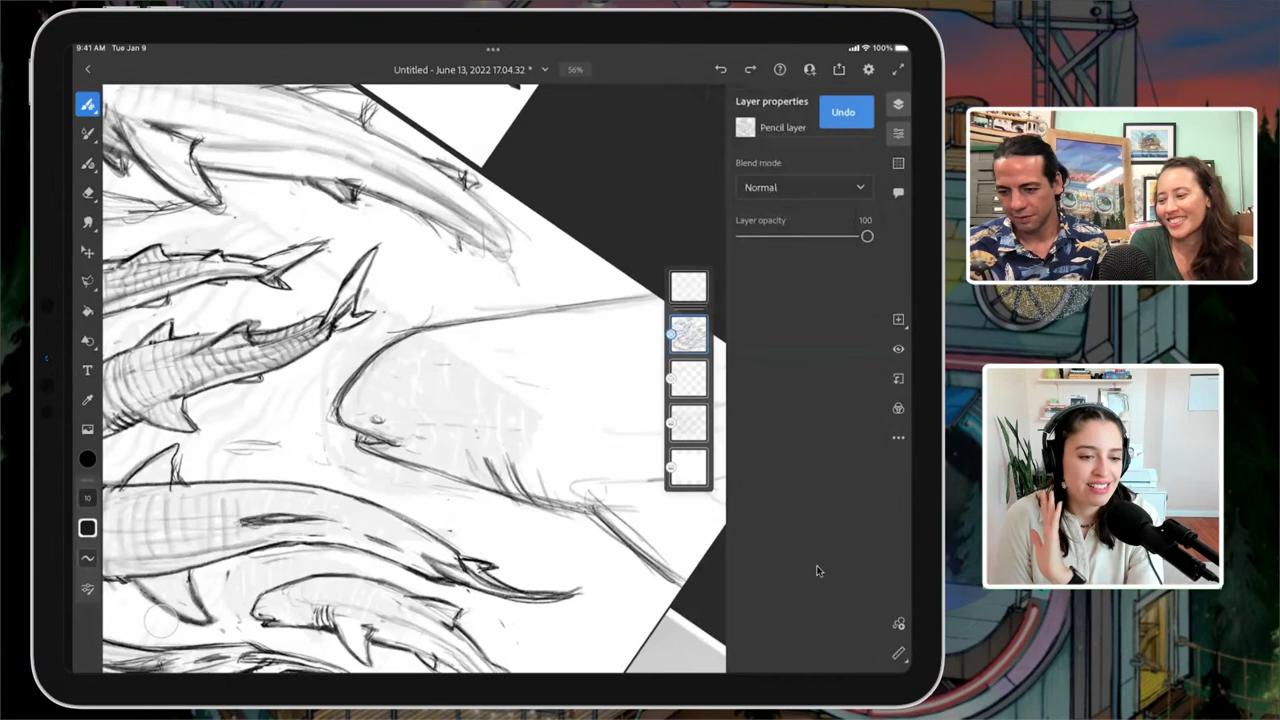 9:41 AM Tue Jan 9
100%
Untitled - June 13, 2022 17.04.32 *
56%
Layer properties
Undo
Pencil layer
Blend mode
Normal
Layer opacity
100
T
10